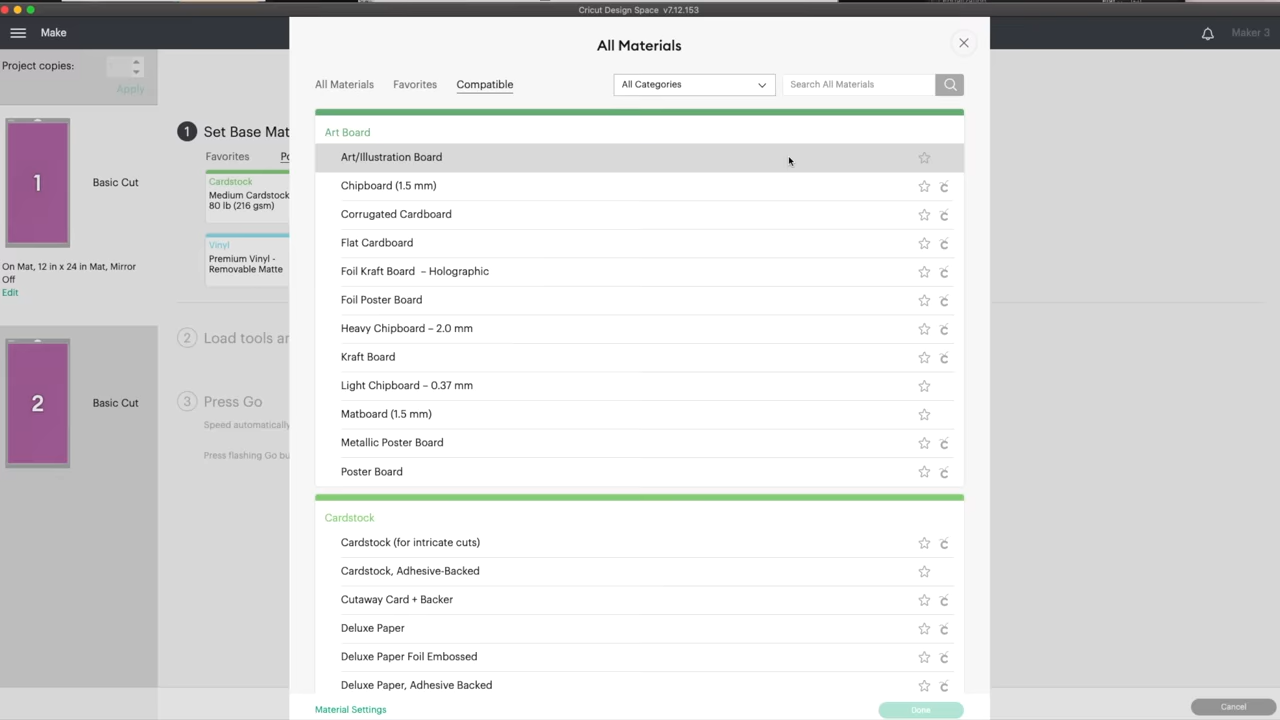 Cricut Design Space v7.12.153
Make
Maker 3
Project copies:
Apply
1
Basic Cut
On Mat, 12 in x 24 in Mat, Mirror
Off
Edit
2
Basic Cut
1 Set Base Mat
Favorites
Po
Cardstock
Medium Cardstock
80 lb (216 gsm)
Vinyl
Premium Vinyl -
Removable Matte
2 Load tools an
3 Press Go
Speed automatically
Press flashing Go bu
All Materials
All Materials Favorites Compatible All Categories Search All Materials
Art Board
Art/Illustration Board
Chipboard (1.5 mm)
Corrugated Cardboard
Flat Cardboard
Foil Kraft Board – Holographic
Foil Poster Board
Heavy Chipboard – 2.0 mm
Kraft Board
Light Chipboard – 0.37 mm
Matboard (1.5 mm)
Metallic Poster Board
Poster Board
Cardstock
Cardstock (for intricate cuts)
Cardstock, Adhesive-Backed
Cutaway Card + Backer
Deluxe Paper
Deluxe Paper Foil Embossed
Deluxe Paper, Adhesive Backed
Material Settings
Done
Cancel